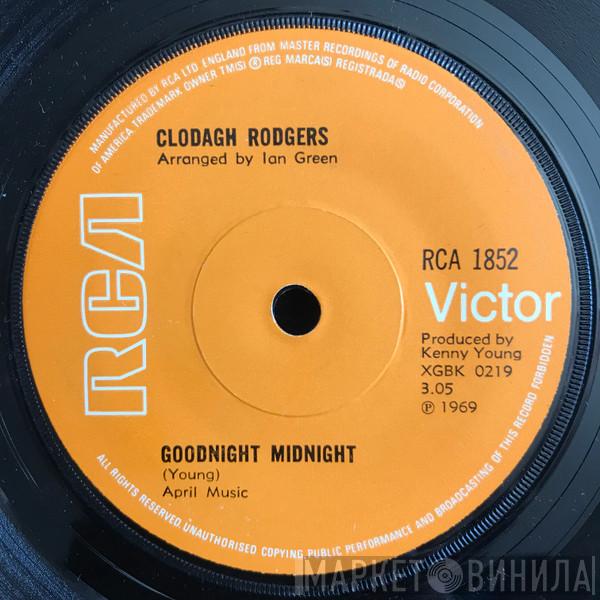 MANUFACTURED BY RCA LTD. ENGLAND FROM MASTER RECORDINGS OF RADIO CORPORATION
OF AMERICA. TRADEMARK OWNER TM(S) ® REG MARCA(S) REGISTRADA(S)
CLODAGH RODGERS
Arranged by Ian Green
RCA
RCA 1852
Victor
Produced by
Kenny Young
XGBK 0219
3.05
℗ 1969
GOODNIGHT MIDNIGHT
(Young)
April Music
ALL RIGHTS RESERVED. UNAUTHORISED COPYING, PUBLIC PERFORMANCE AND BROADCASTING OF THIS RECORD FORBIDDEN
МАРКЕТ ВИНИЛА